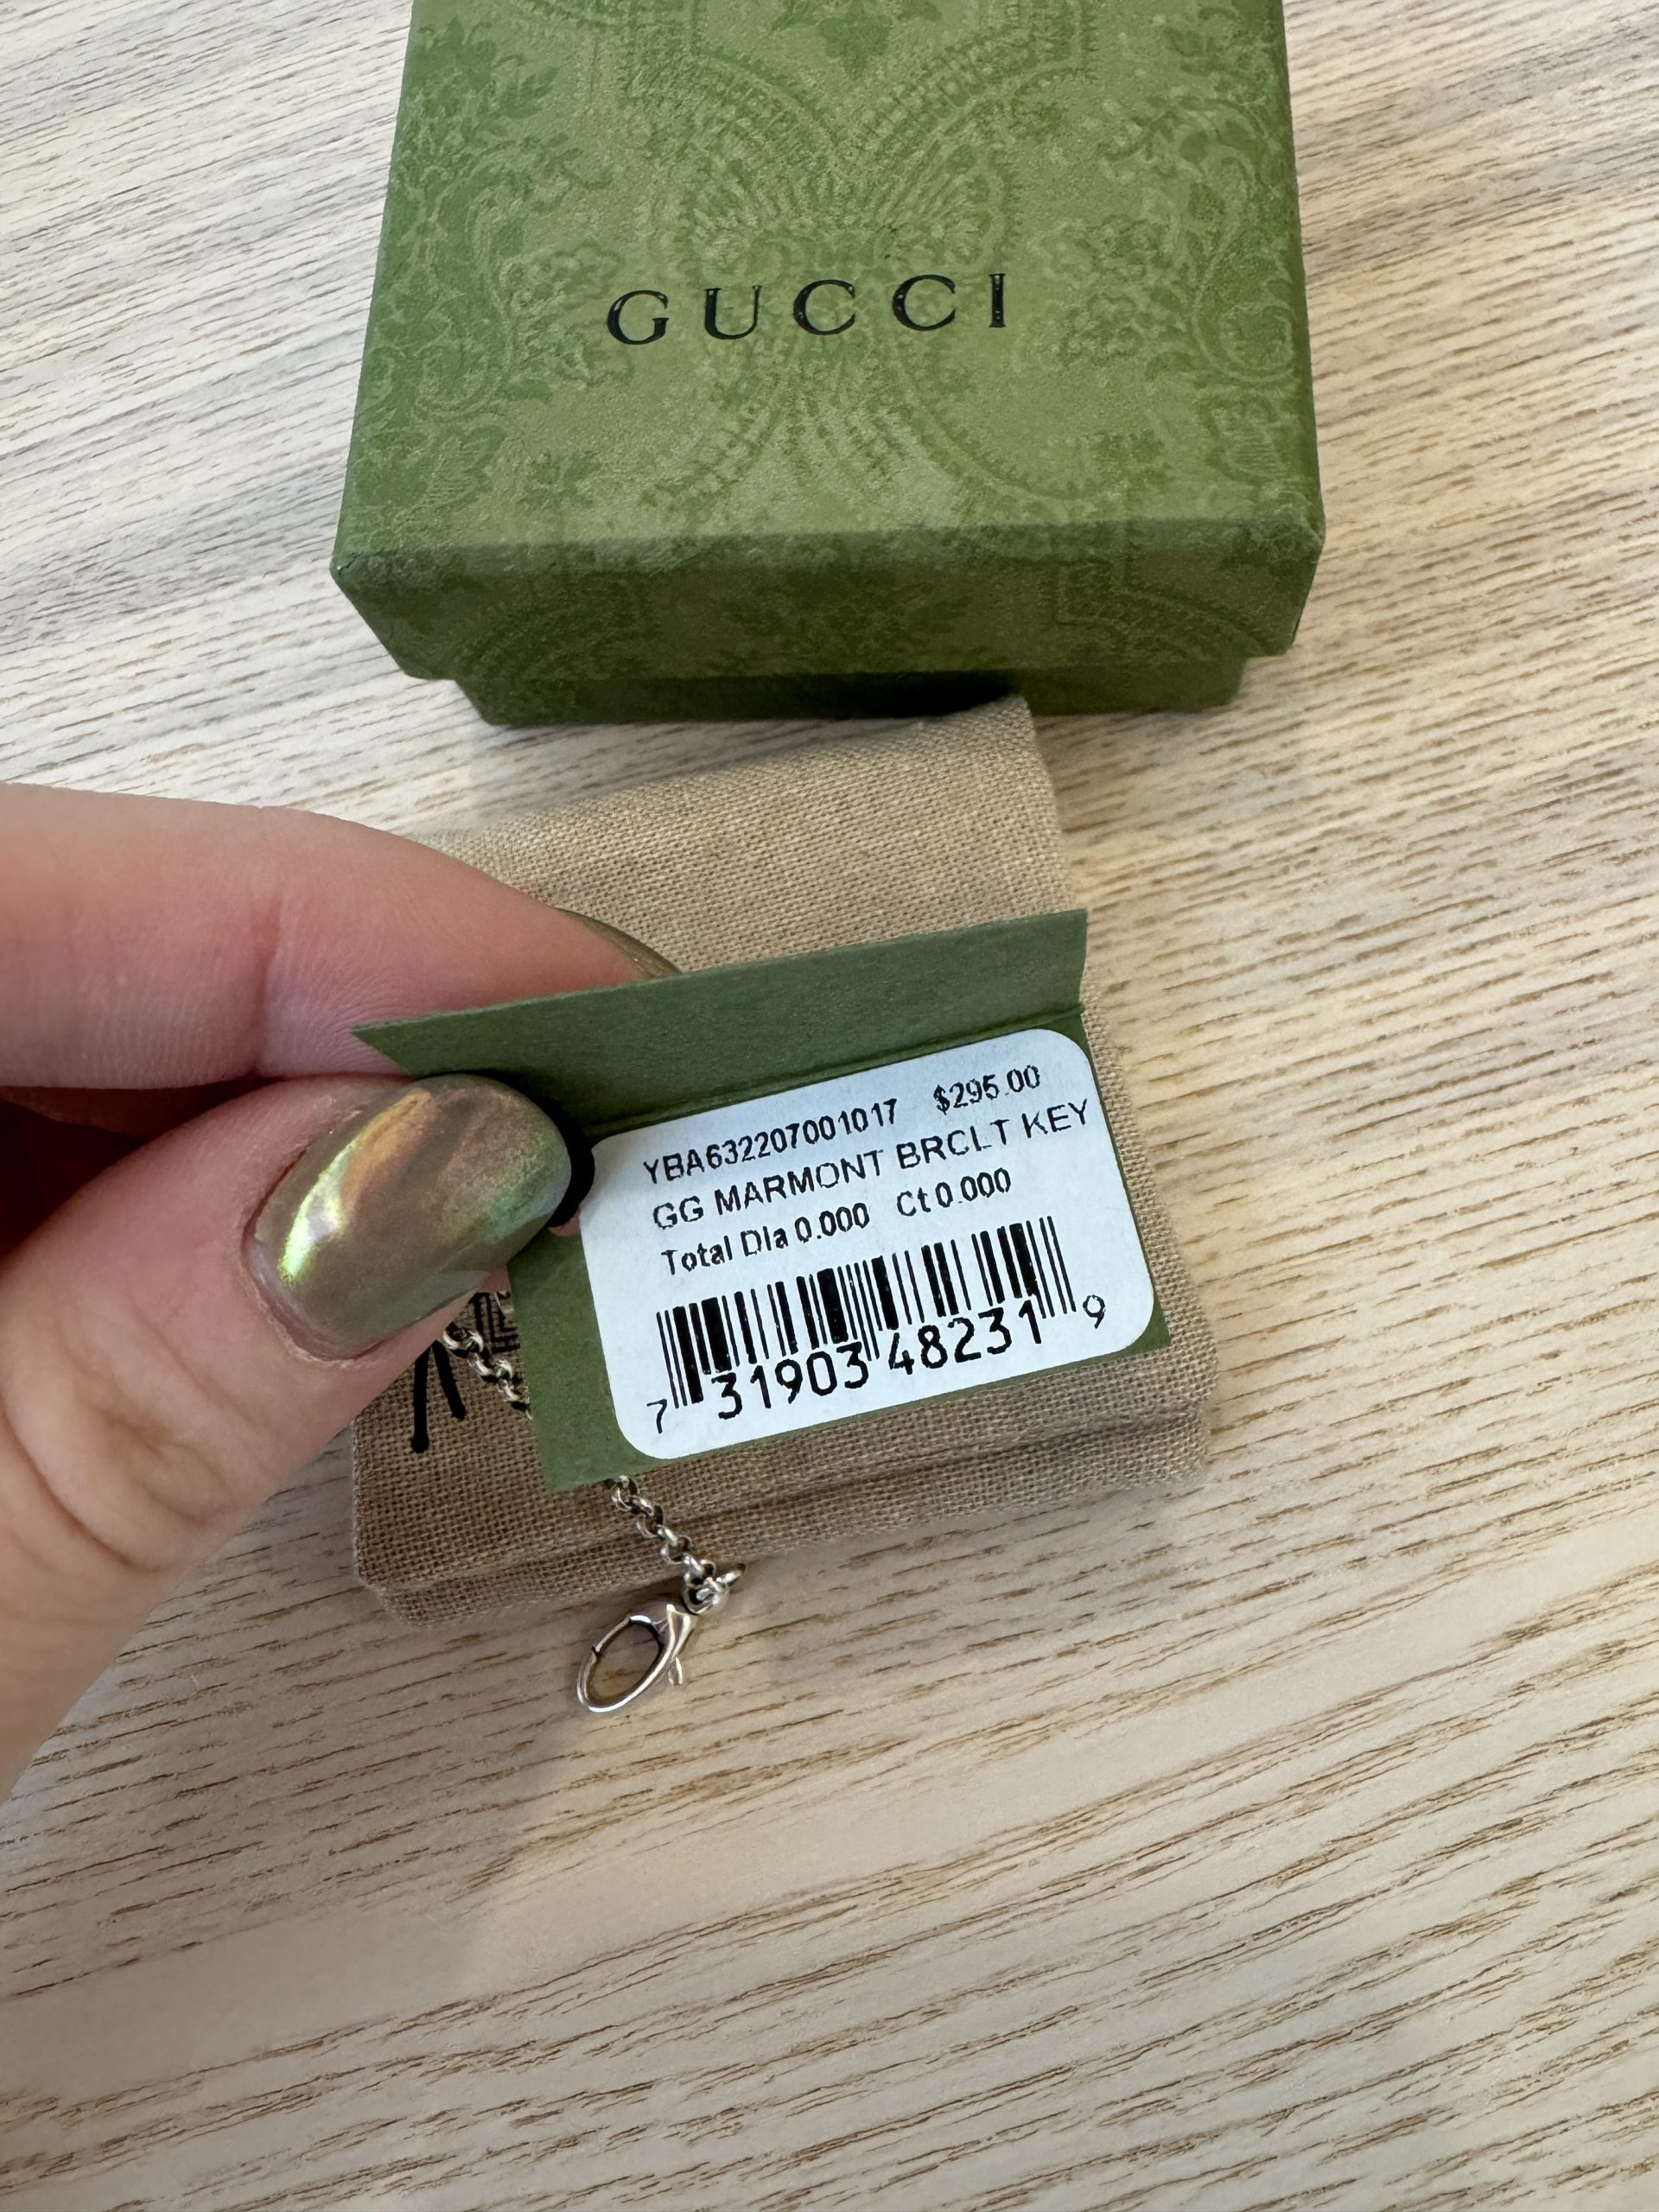 GUCCI
YBA632207001017 $295.00
GG MARMONT BRCLT KEY
Total Dia 0.000 Ct 0.000
7 31903 48231 9